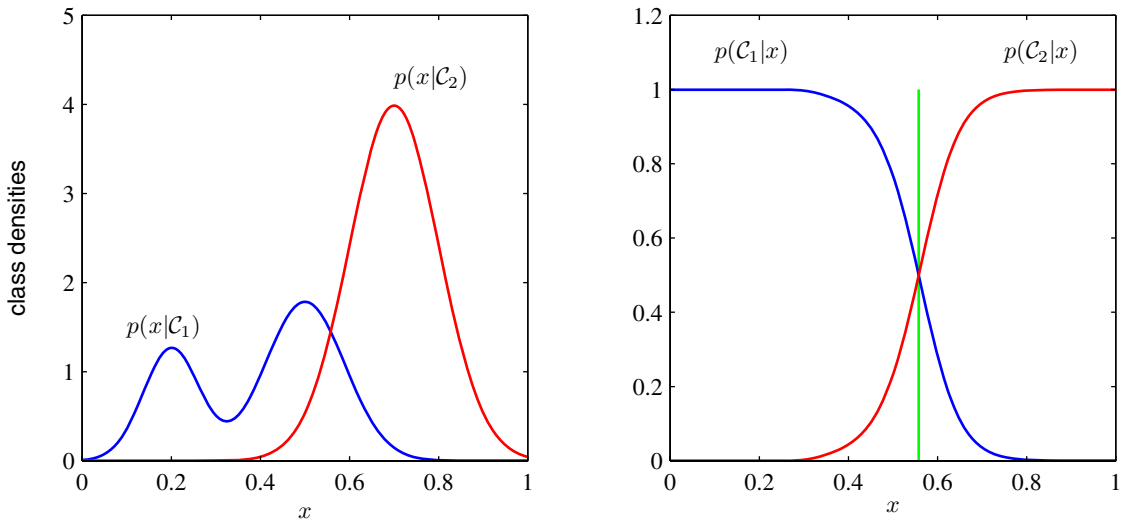 5
4
3
2
1
0
class densities
p(x|C₁)
p(x|C₂)
0 0.2 0.4 0.6 0.8 1
x
1.2
1
0.8
0.6
0.4
0.2
0
p(C₁|x)
p(C₂|x)
0 0.2 0.4 0.6 0.8 1
x